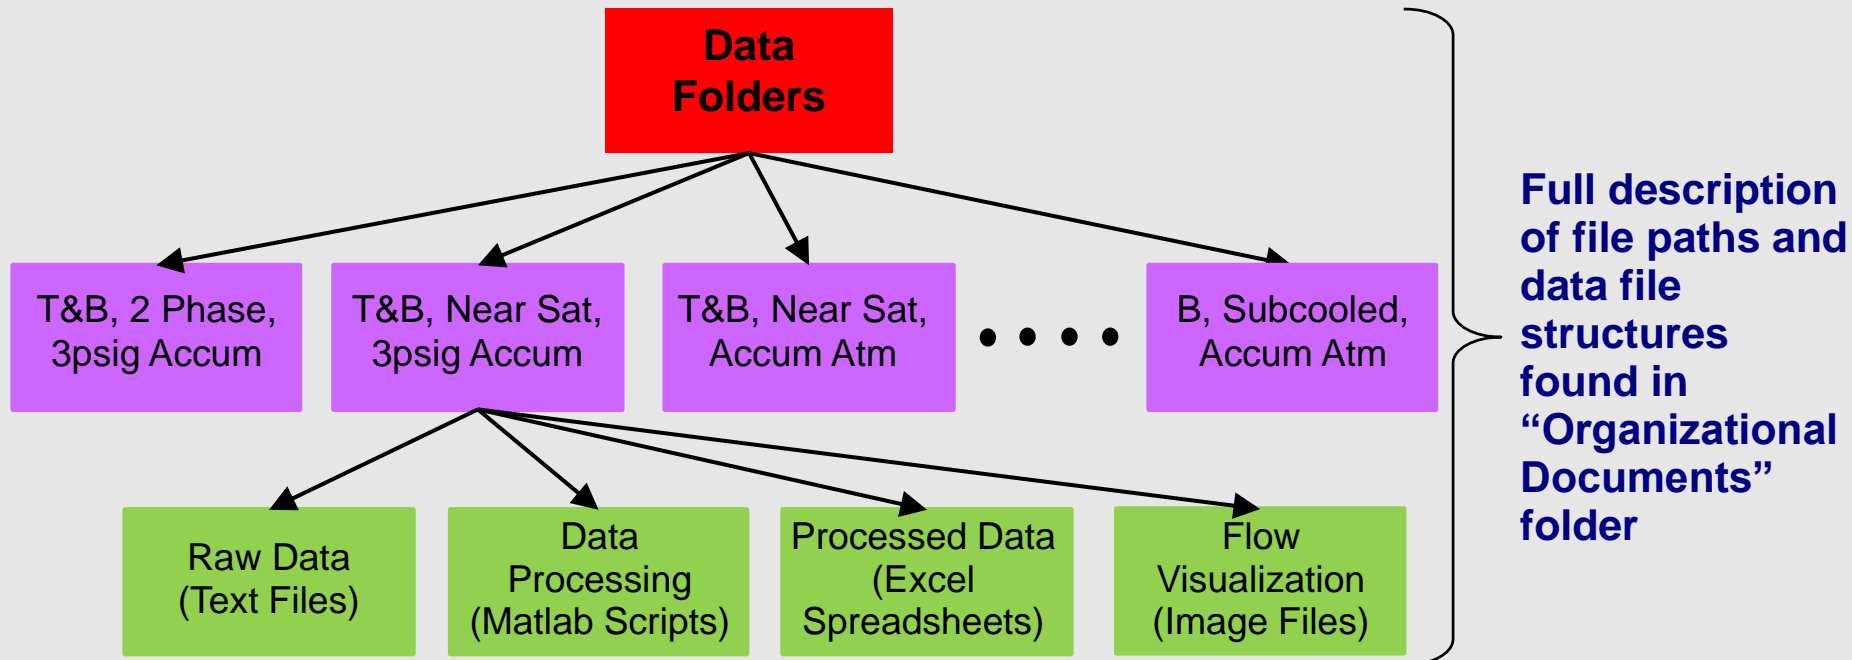 Data
Folders
T&B, 2 Phase,
3psig Accum
T&B, Near Sat,
3psig Accum
T&B, Near Sat,
Accum Atm
B, Subcooled,
Accum Atm
Raw Data
(Text Files)
Data
Processing
(Matlab Scripts)
Processed Data
(Excel
Spreadsheets)
Flow
Visualization
(Image Files)
Full description
of file paths and
data file
structures
found in
“Organizational
Documents”
folder